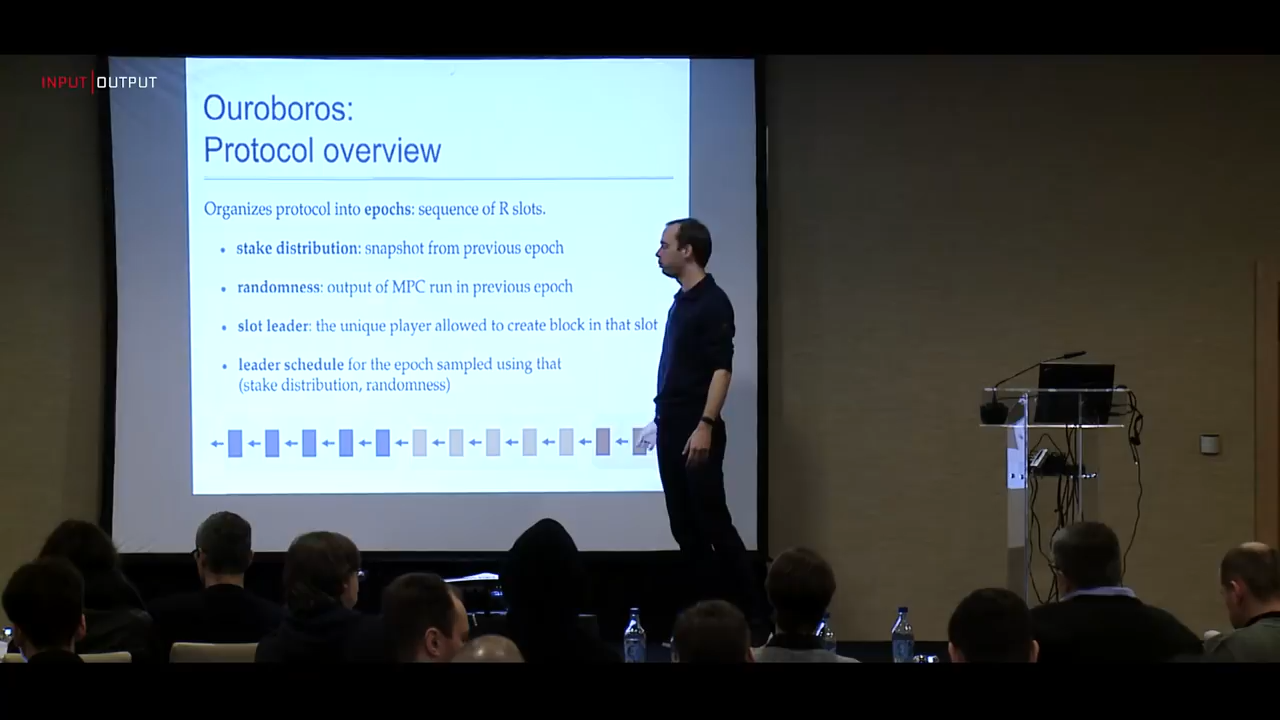 INPUT|OUTPUT
Ouroboros:
Protocol overview
Organizes protocol into epochs: sequence of R slots.
• stake distribution: snapshot from previous epoch
• randomness: output of MPC run in previous epoch
• slot leader: the unique player allowed to create block in that slot
• leader schedule for the epoch sampled using that
(stake distribution, randomness)